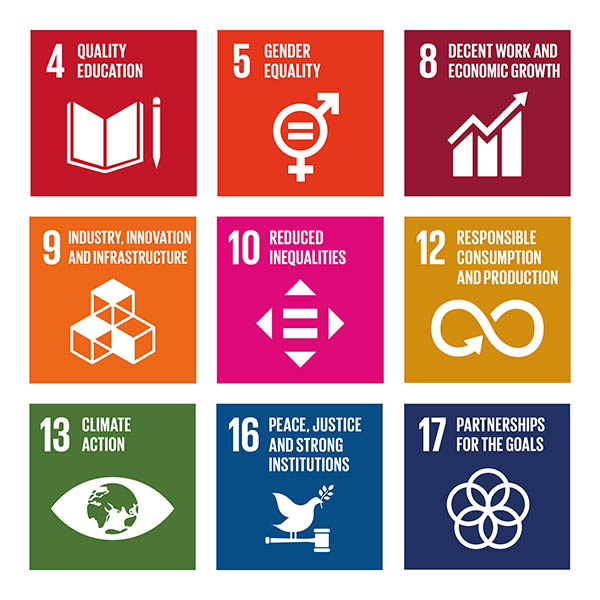 4 QUALITY
EDUCATION
5 GENDER
EQUALITY
8 DECENT WORK AND
ECONOMIC GROWTH
9 INDUSTRY, INNOVATION
AND INFRASTRUCTURE
10 REDUCED
INEQUALITIES
12 RESPONSIBLE
CONSUMPTION
AND PRODUCTION
13 CLIMATE
ACTION
16 PEACE, JUSTICE
AND STRONG
INSTITUTIONS
17 PARTNERSHIPS
FOR THE GOALS